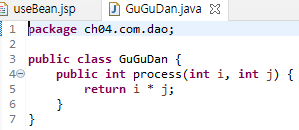 useBean.jsp
GuGuDan.java
1 package ch04.com.dao;
2
3 public class GuGuDan {
4     public int process(int i, int j) {
5         return i * j;
6     }
7 }